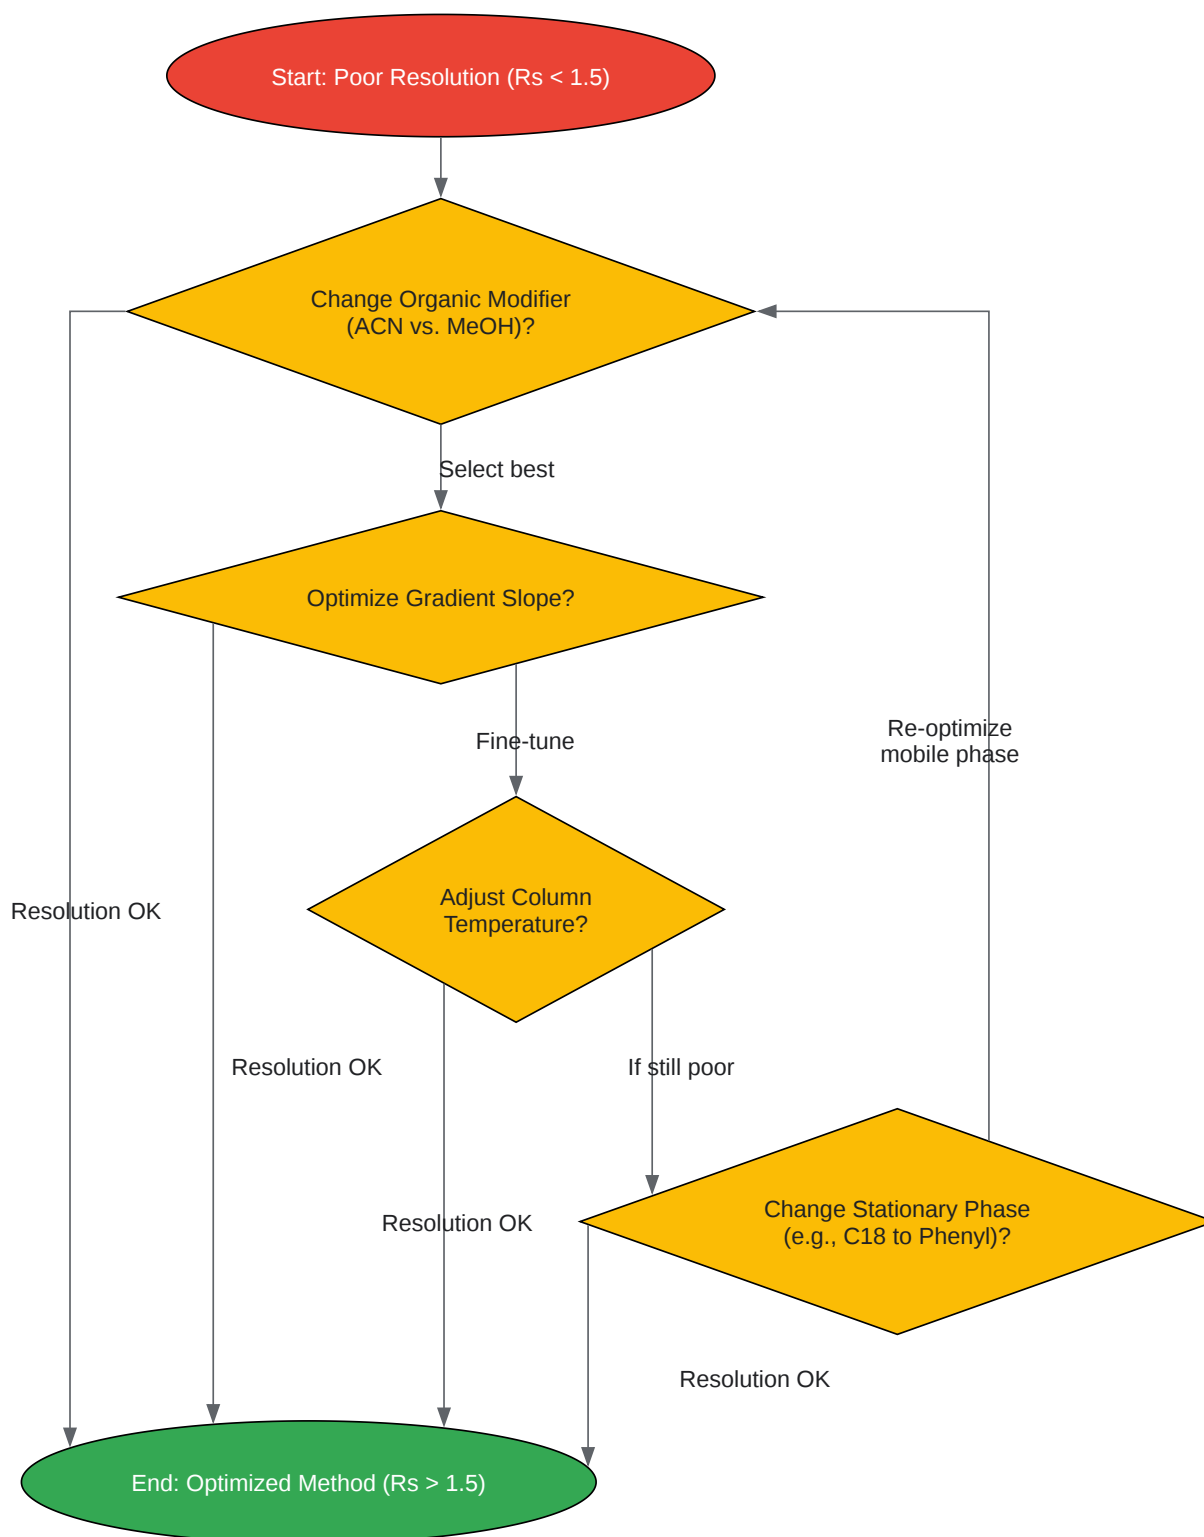 Start: Poor Resolution (Rs < 1.5)
Change Organic Modifier
(ACN vs. MeOH)?
Select best
Optimize Gradient Slope?
Fine-tune
Re-optimize
mobile phase
Adjust Column
Temperature?
Resolution OK
Resolution OK
If still poor
Resolution OK
Change Stationary Phase
(e.g., C18 to Phenyl)?
Resolution OK
End: Optimized Method (Rs > 1.5)